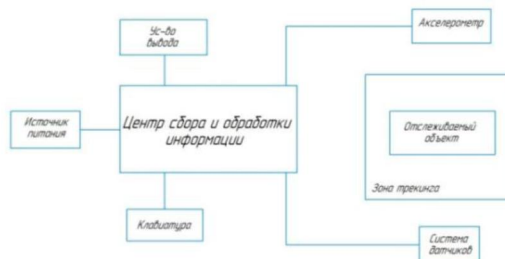 Ус-во
вывода
Акселерометр
Источник
питания
Центр сбора и обработки
информации
Отслеживаемый
объект
Зона трекинга
Клавиатура
Система
датчиков